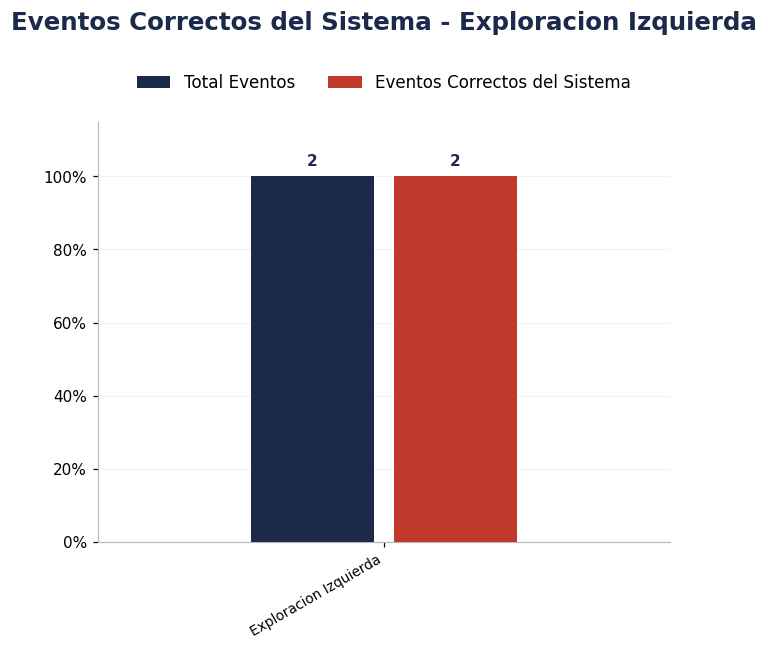 Eventos Correctos del Sistema - Exploracion Izquierda
Total Eventos
Eventos Correctos del Sistema
2
2
100%
80%
60%
40%
20%
0%
Exploracion Izquierda